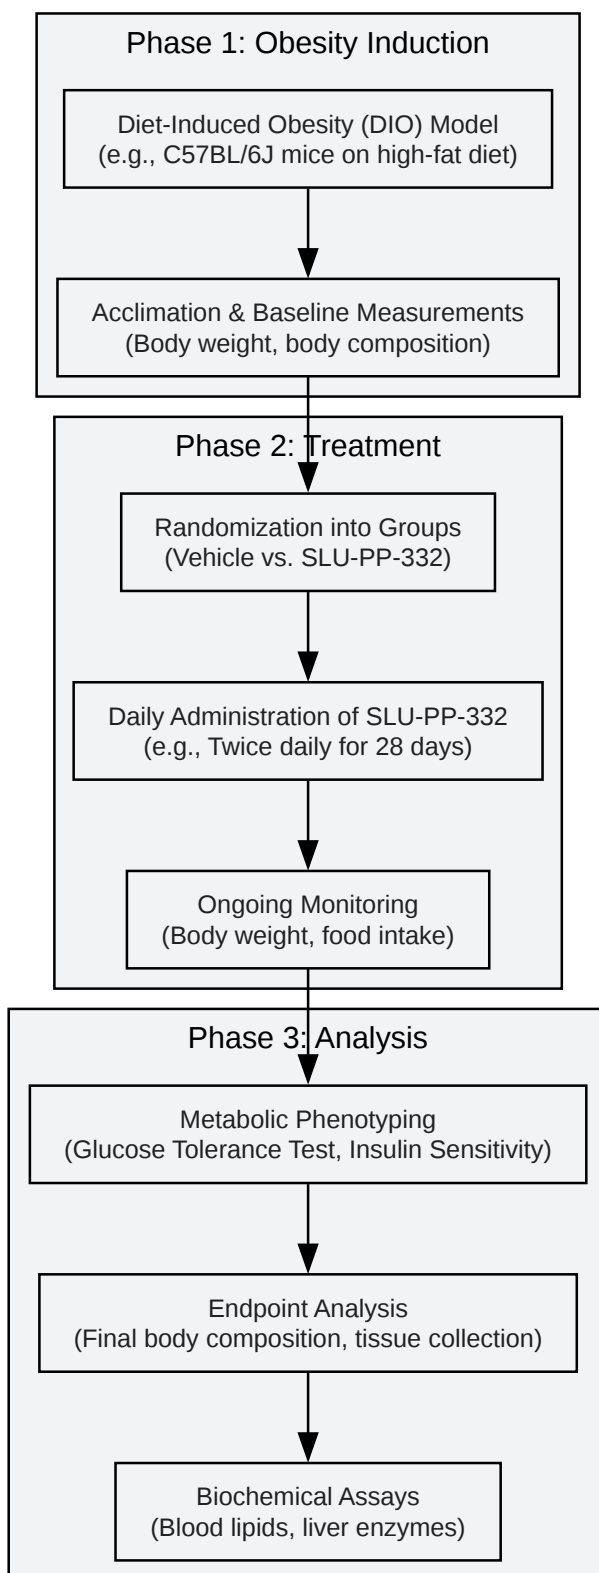 Phase 1: Obesity Induction
Diet-Induced Obesity (DIO) Model
(e.g., C57BL/6J mice on high-fat diet)
Acclimation & Baseline Measurements
(Body weight, body composition)
Phase 2: Treatment
Randomization into Groups
(Vehicle vs. SLU-PP-332)
Daily Administration of SLU-PP-332
(e.g., Twice daily for 28 days)
Ongoing Monitoring
(Body weight, food intake)
Phase 3: Analysis
Metabolic Phenotyping
(Glucose Tolerance Test, Insulin Sensitivity)
Endpoint Analysis
(Final body composition, tissue collection)
Biochemical Assays
(Blood lipids, liver enzymes)